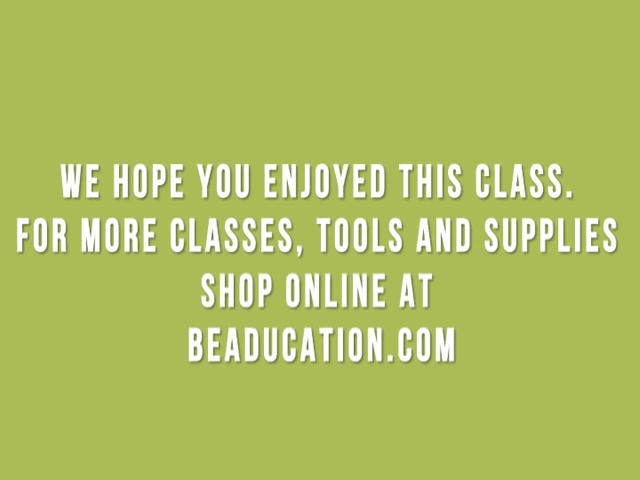 WE HOPE YOU ENJOYED THIS CLASS.
FOR MORE CLASSES, TOOLS AND SUPPLIES
SHOP ONLINE AT
BEADUCATION.COM